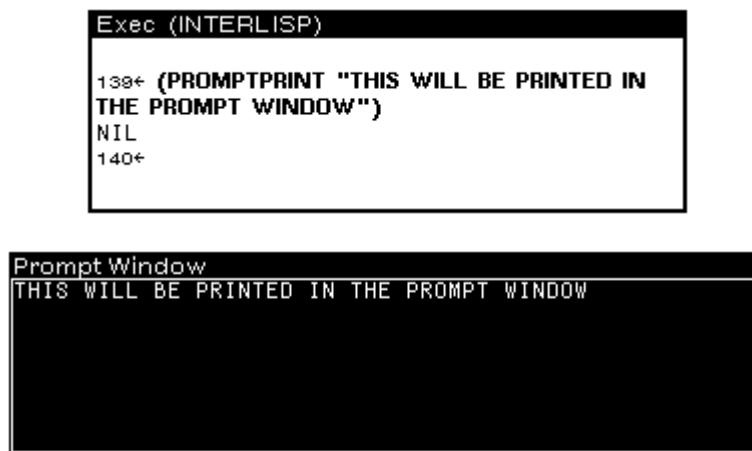 Exec (INTERLISP)
139← (PROMPTPRINT "THIS WILL BE PRINTED IN
THE PROMPT WINDOW")
NIL
140←
Prompt Window
THIS WILL BE PRINTED IN THE PROMPT WINDOW